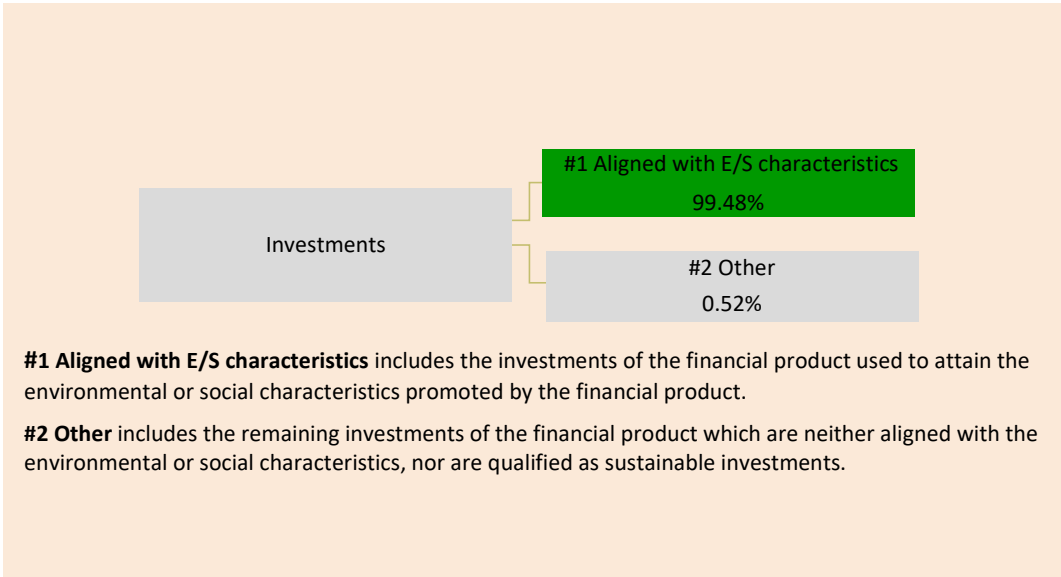 #1 Aligned with E/S characteristics
99.48%
Investments
#2 Other
0.52%
#1 Aligned with E/S characteristics includes the investments of the financial product used to attain the
environmental or social characteristics promoted by the financial product.
#2 Other includes the remaining investments of the financial product which are neither aligned with the
environmental or social characteristics, nor are qualified as sustainable investments.